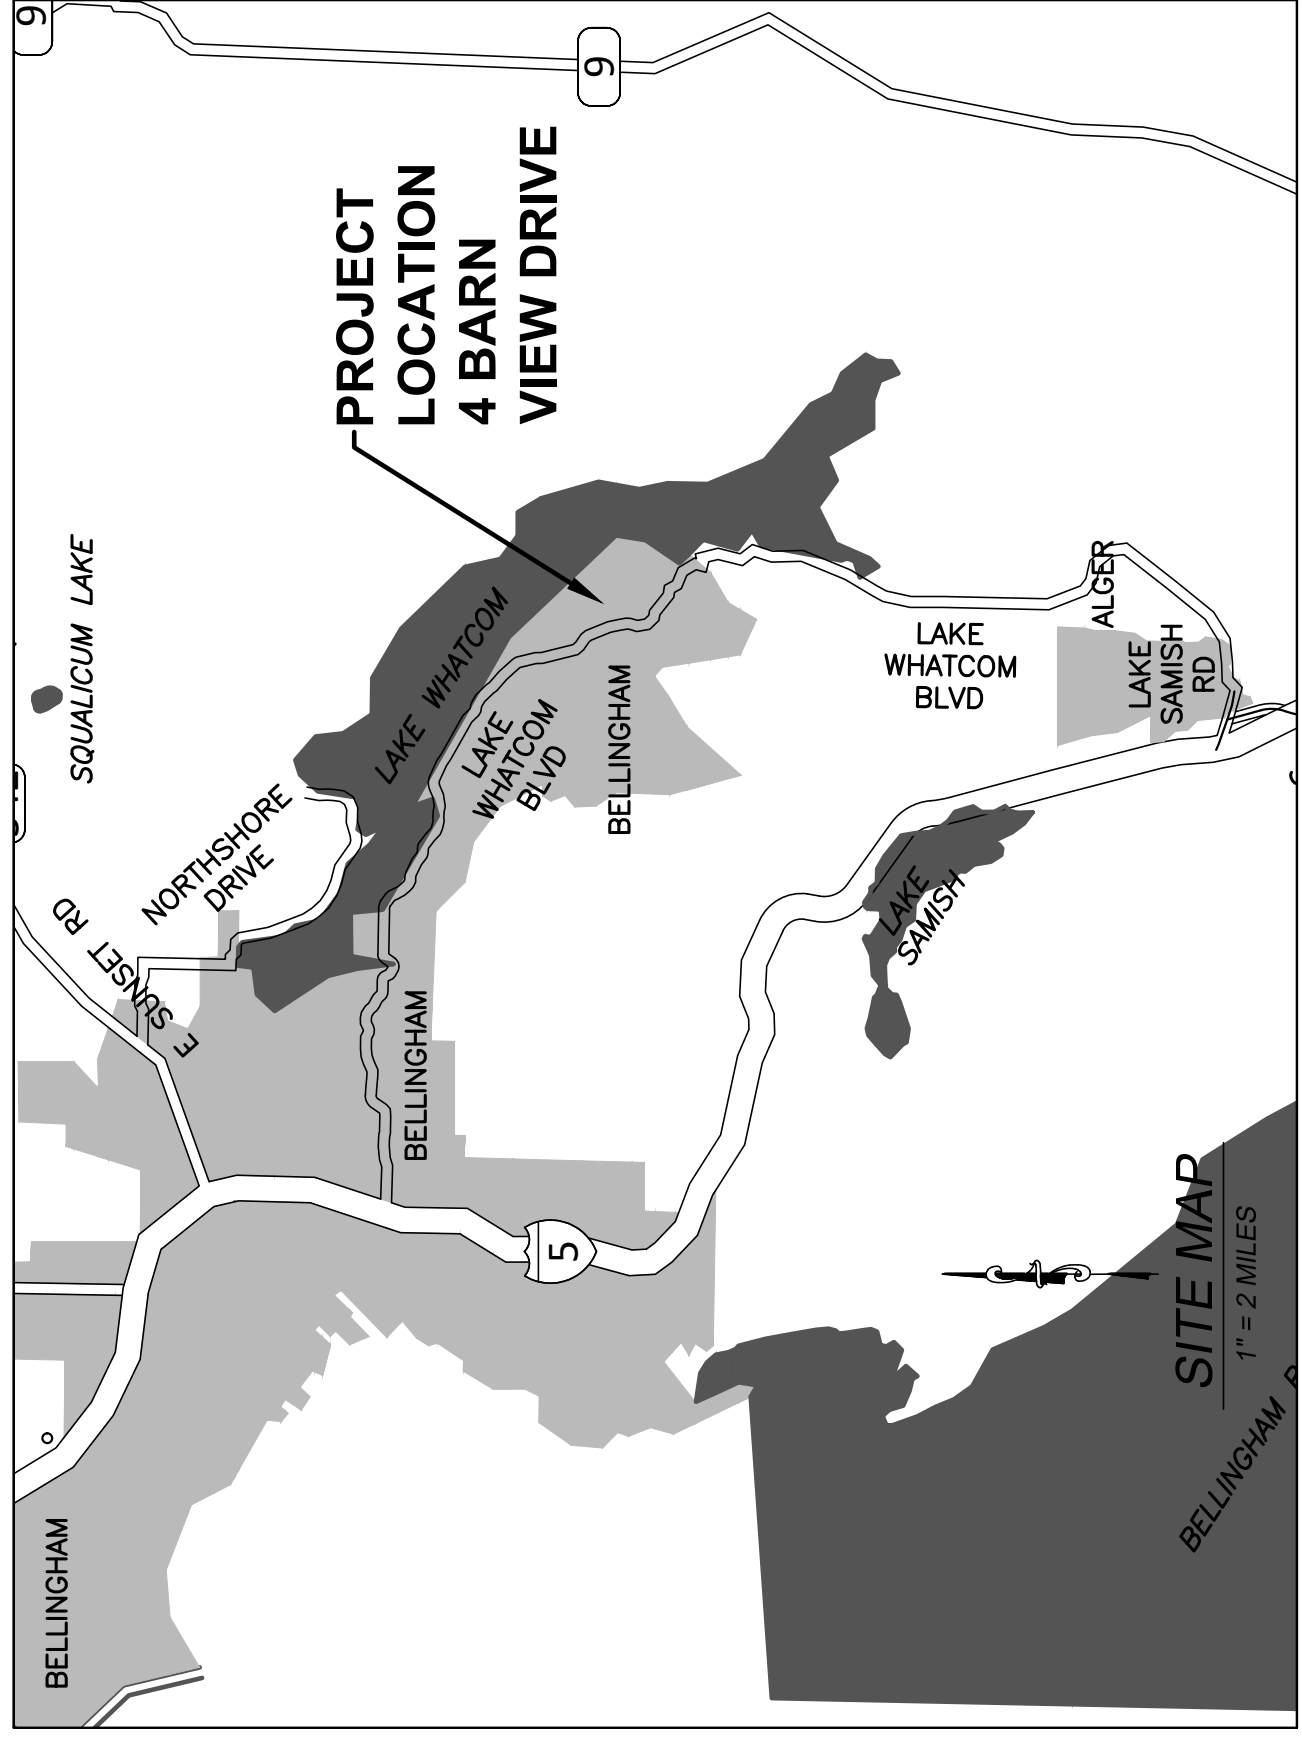 9
9
PROJECT
LOCATION
4 BARN
VIEW DRIVE
SQUALICUM LAKE
NORTHSHORE
DRIVE
E SUNSET RD
LAKE WHATCOM
LAKE
WHATCOM
BLVD
BELLINGHAM
LAKE
WHATCOM
BLVD
ALGER
LAKE
SAMISH
RD
LAKE
SAMISH
BELLINGHAM
5
BELLINGHAM
SITE MAP
1" = 2 MILES
BELLINGHAM